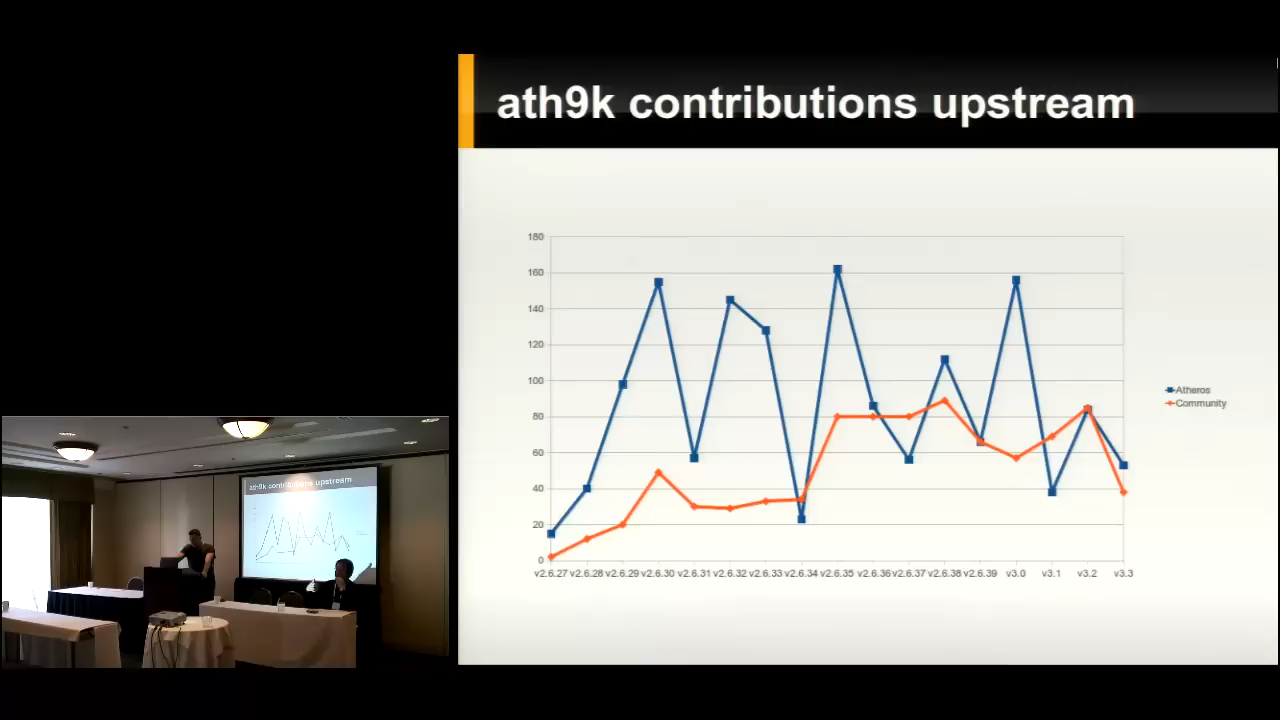 ath9k contributions upstream
180
160
140
120
100
80
60
40
20
0
v2.6.27 v2.6.28 v2.6.29 v2.6.30 v2.6.31 v2.6.32 v2.6.33 v2.6.34 v2.6.35 v2.6.36 v2.6.37 v2.6.38 v2.6.39 v3.0 v3.1 v3.2 v3.3
Atheros
Community
ath9k contributions upstream